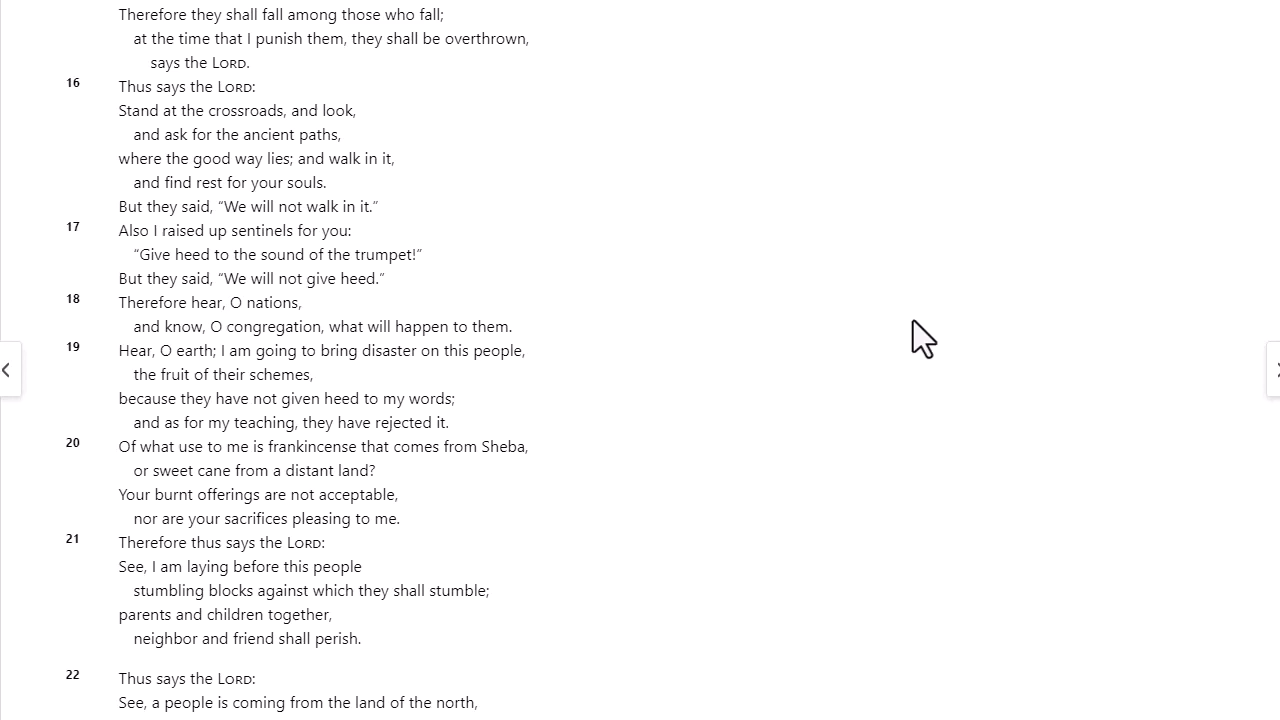 Therefore they shall fall among those who fall;
at the time that I punish them, they shall be overthrown,
says the LORD.
16 Thus says the LORD:
Stand at the crossroads, and look,
and ask for the ancient paths,
where the good way lies; and walk in it,
and find rest for your souls.
But they said, “We will not walk in it.”
17 Also I raised up sentinels for you:
“Give heed to the sound of the trumpet!”
But they said, “We will not give heed.”
18 Therefore hear, O nations,
and know, O congregation, what will happen to them.
19 Hear, O earth; I am going to bring disaster on this people,
the fruit of their schemes,
because they have not given heed to my words;
and as for my teaching, they have rejected it.
20 Of what use to me is frankincense that comes from Sheba,
or sweet cane from a distant land?
Your burnt offerings are not acceptable,
nor are your sacrifices pleasing to me.
21 Therefore thus says the LORD:
See, I am laying before this people
stumbling blocks against which they shall stumble;
parents and children together,
neighbor and friend shall perish.
22 Thus says the LORD:
See, a people is coming from the land of the north,